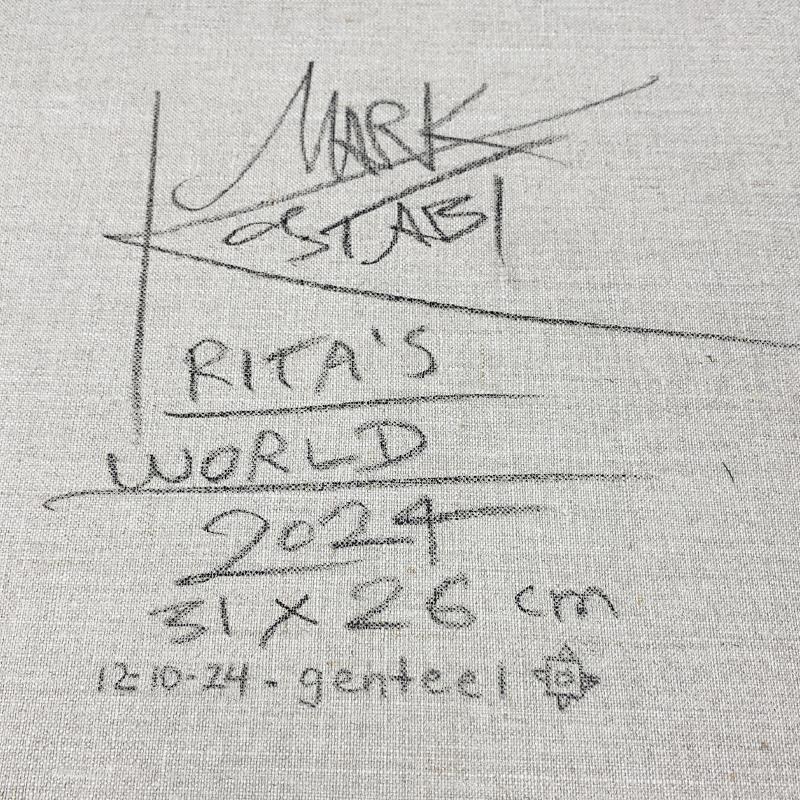 MARK
KOSTABI
RITA'S
WORLD
2024
31 x 26 cm
12-10-24 - genteel